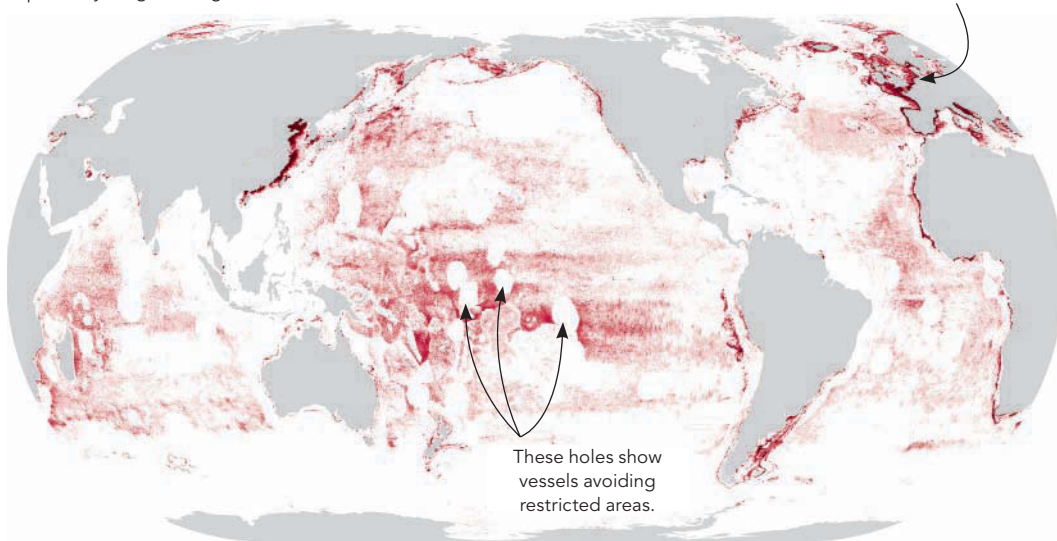 These holes show
vessels avoiding
restricted areas.